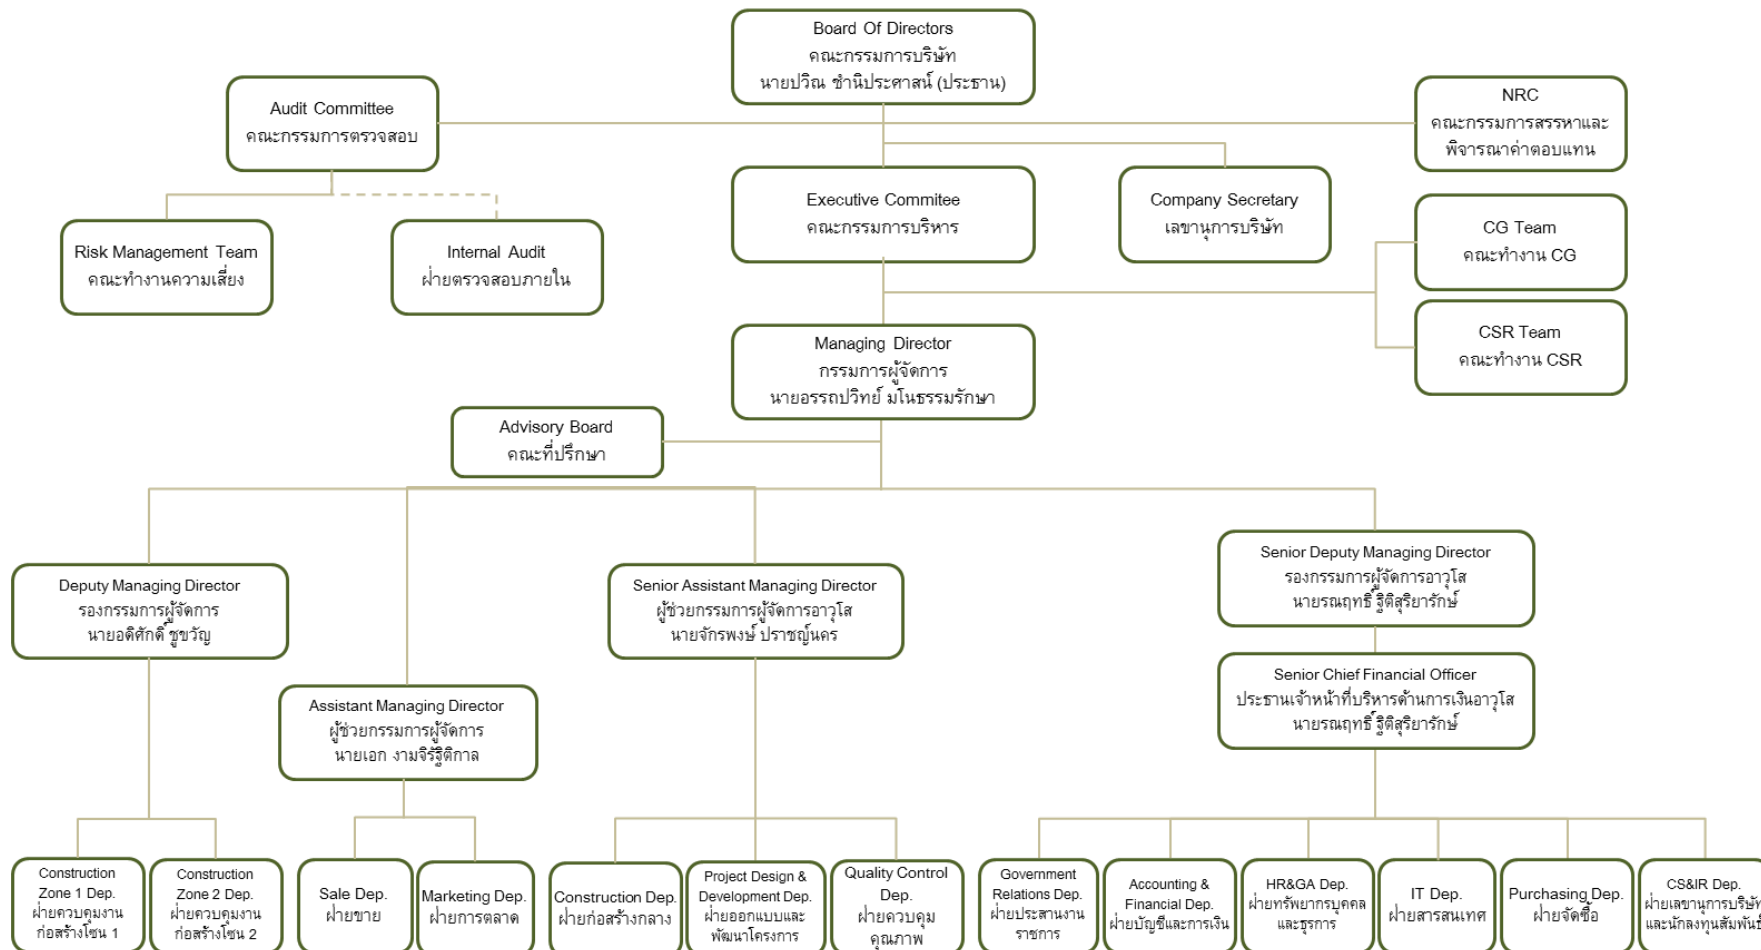 Board Of Directors
คณะกรรมการบริษัท
นายปวิณ ชำนิประศาสน์ (ประธาน)
Audit Committee
คณะกรรมการตรวจสอบ
NRC
คณะกรรมการสรรหาและ
พิจารณาค่าตอบแทน
Executive Commitee
คณะกรรมการบริหาร
Company Secretary
เลขานุการบริษัท
Risk Management Team
คณะทำงานความเสี่ยง
Internal Audit
ฝ่ายตรวจสอบภายใน
CG Team
คณะทำงาน CG
CSR Team
คณะทำงาน CSR
Managing Director
กรรมการผู้จัดการ
นายอรรถปวิทย์ มโนธรรมรักษา
Advisory Board
คณะที่ปรึกษา
Deputy Managing Director
รองกรรมการผู้จัดการ
นายอดิศักดิ์ ชูขวัญ
Assistant Managing Director
ผู้ช่วยกรรมการผู้จัดการ
นายเอก งามจิรัฐิติกาล
Senior Assistant Managing Director
ผู้ช่วยกรรมการผู้จัดการอาวุโส
นายจักรพงษ์ ปราชญ์นคร
Senior Deputy Managing Director
รองกรรมการผู้จัดการอาวุโส
นายรณฤทธิ์ ฐิติสุริยารักษ์
Senior Chief Financial Officer
ประธานเจ้าหน้าที่บริหารด้านการเงินอาวุโส
นายรณฤทธิ์ ฐิติสุริยารักษ์
Construction
Zone 1 Dep.
ฝ่ายควบคุมงาน
ก่อสร้างโซน 1
Construction
Zone 2 Dep.
ฝ่ายควบคุมงาน
ก่อสร้างโซน 2
Sale Dep.
ฝ่ายขาย
Marketing Dep.
ฝ่ายการตลาด
Construction Dep.
ฝ่ายก่อสร้างกลาง
Project Design &
Development Dep.
ฝ่ายออกแบบและ
พัฒนาโครงการ
Quality Control
Dep.
ฝ่ายควบคุม
คุณภาพ
Government
Relations Dep.
ฝ่ายประสานงาน
ราชการ
Accounting &
Financial Dep.
ฝ่ายบัญชีและการเงิน
HR&GA Dep.
ฝ่ายทรัพยากรบุคคล
และธุรการ
IT Dep.
ฝ่ายสารสนเทศ
Purchasing Dep.
ฝ่ายจัดซื้อ
CS&IR Dep.
ฝ่ายเลขานุการบริษัท
และนักลงทุนสัมพันธ์